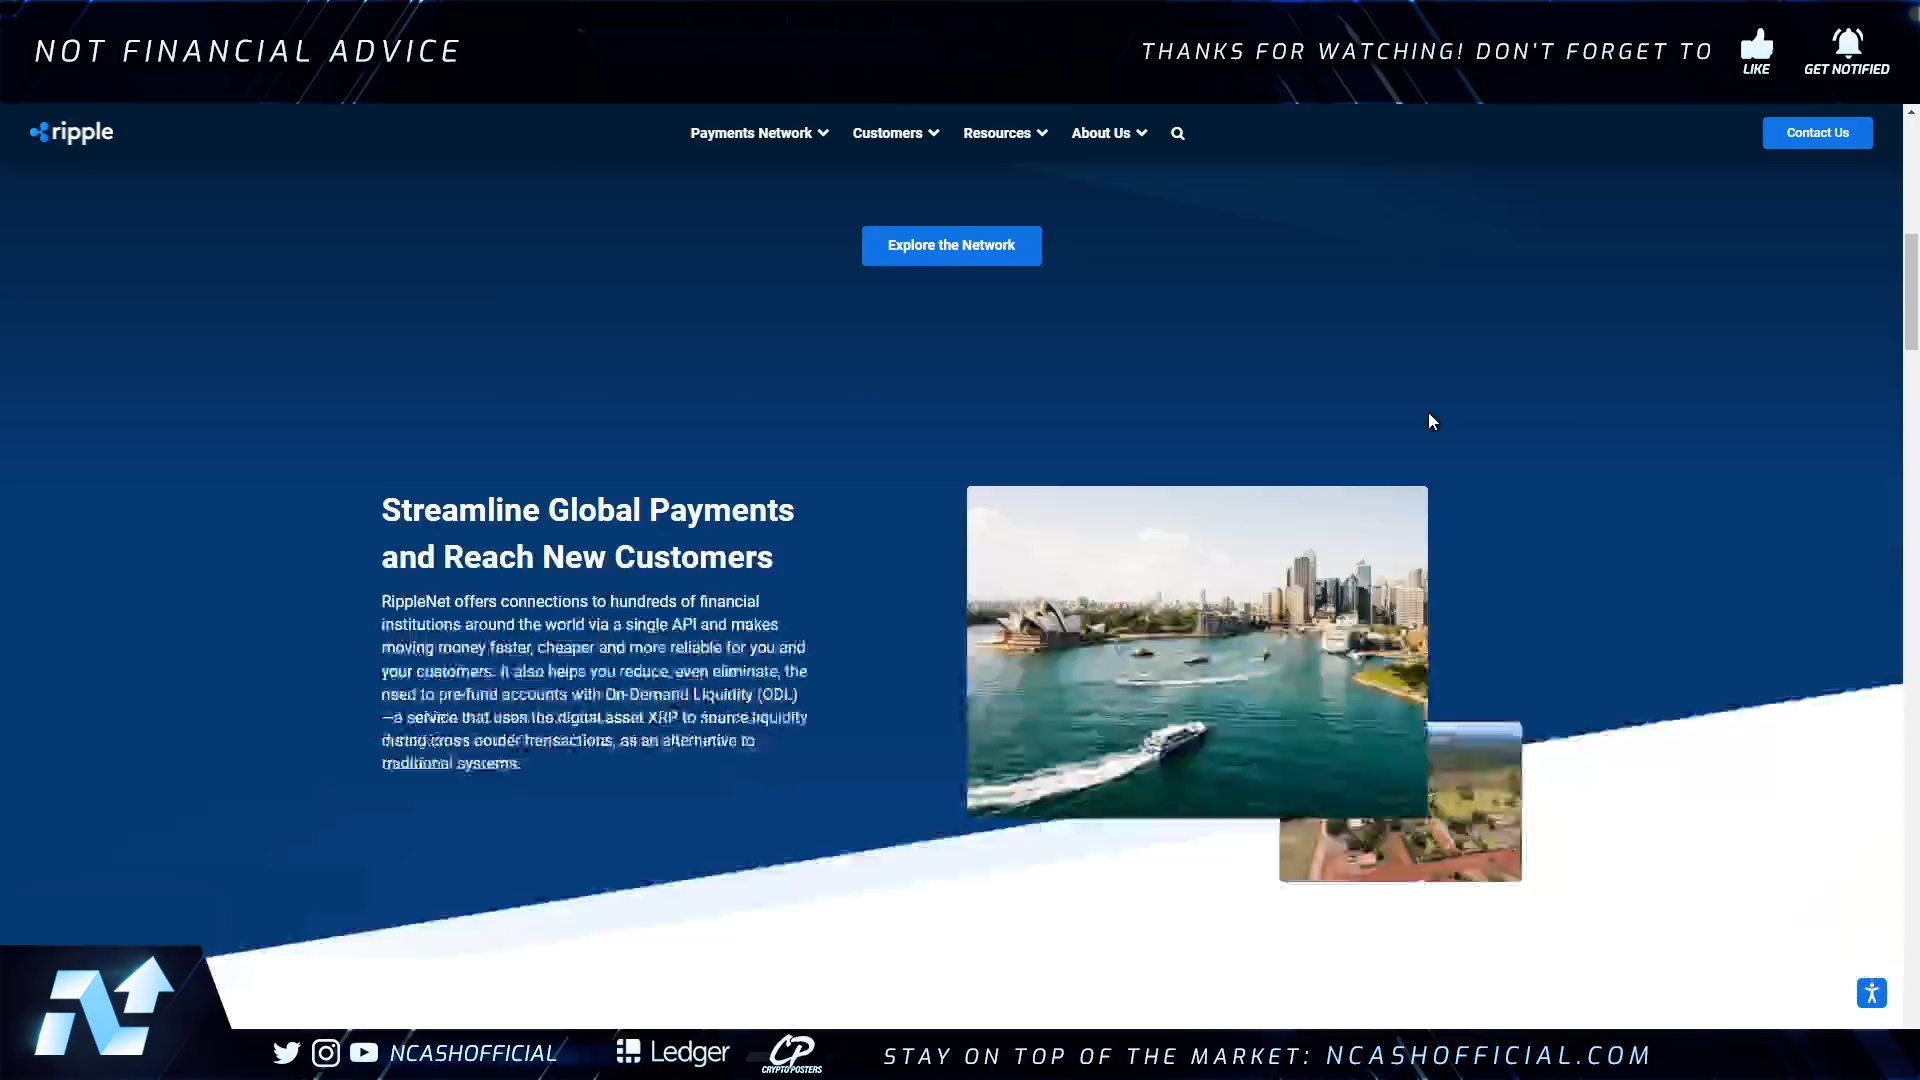 NOT FINANCIAL ADVICE
THANKS FOR WATCHING! DON'T FORGET TO
LIKE
GET NOTIFIED
ripple
Payments Network
Customers
Resources
About Us
Contact Us
Explore the Network
Streamline Global Payments
and Reach New Customers
RippleNet offers connections to hundreds of financial
institutions around the world via a single API and makes
moving money faster, cheaper and more reliable for you and
your customers. It also helps you reduce, even eliminate, the
need to pre-fund accounts with On-Demand Liquidity (ODL)
—a service that uses the digital asset XRP to source liquidity
during cross border transactions, as an alternative to
traditional systems.
NCASHOFFICIAL
Ledger
CP
CRYPTO POSTERS
STAY ON TOP OF THE MARKET: NCASHOFFICIAL.COM